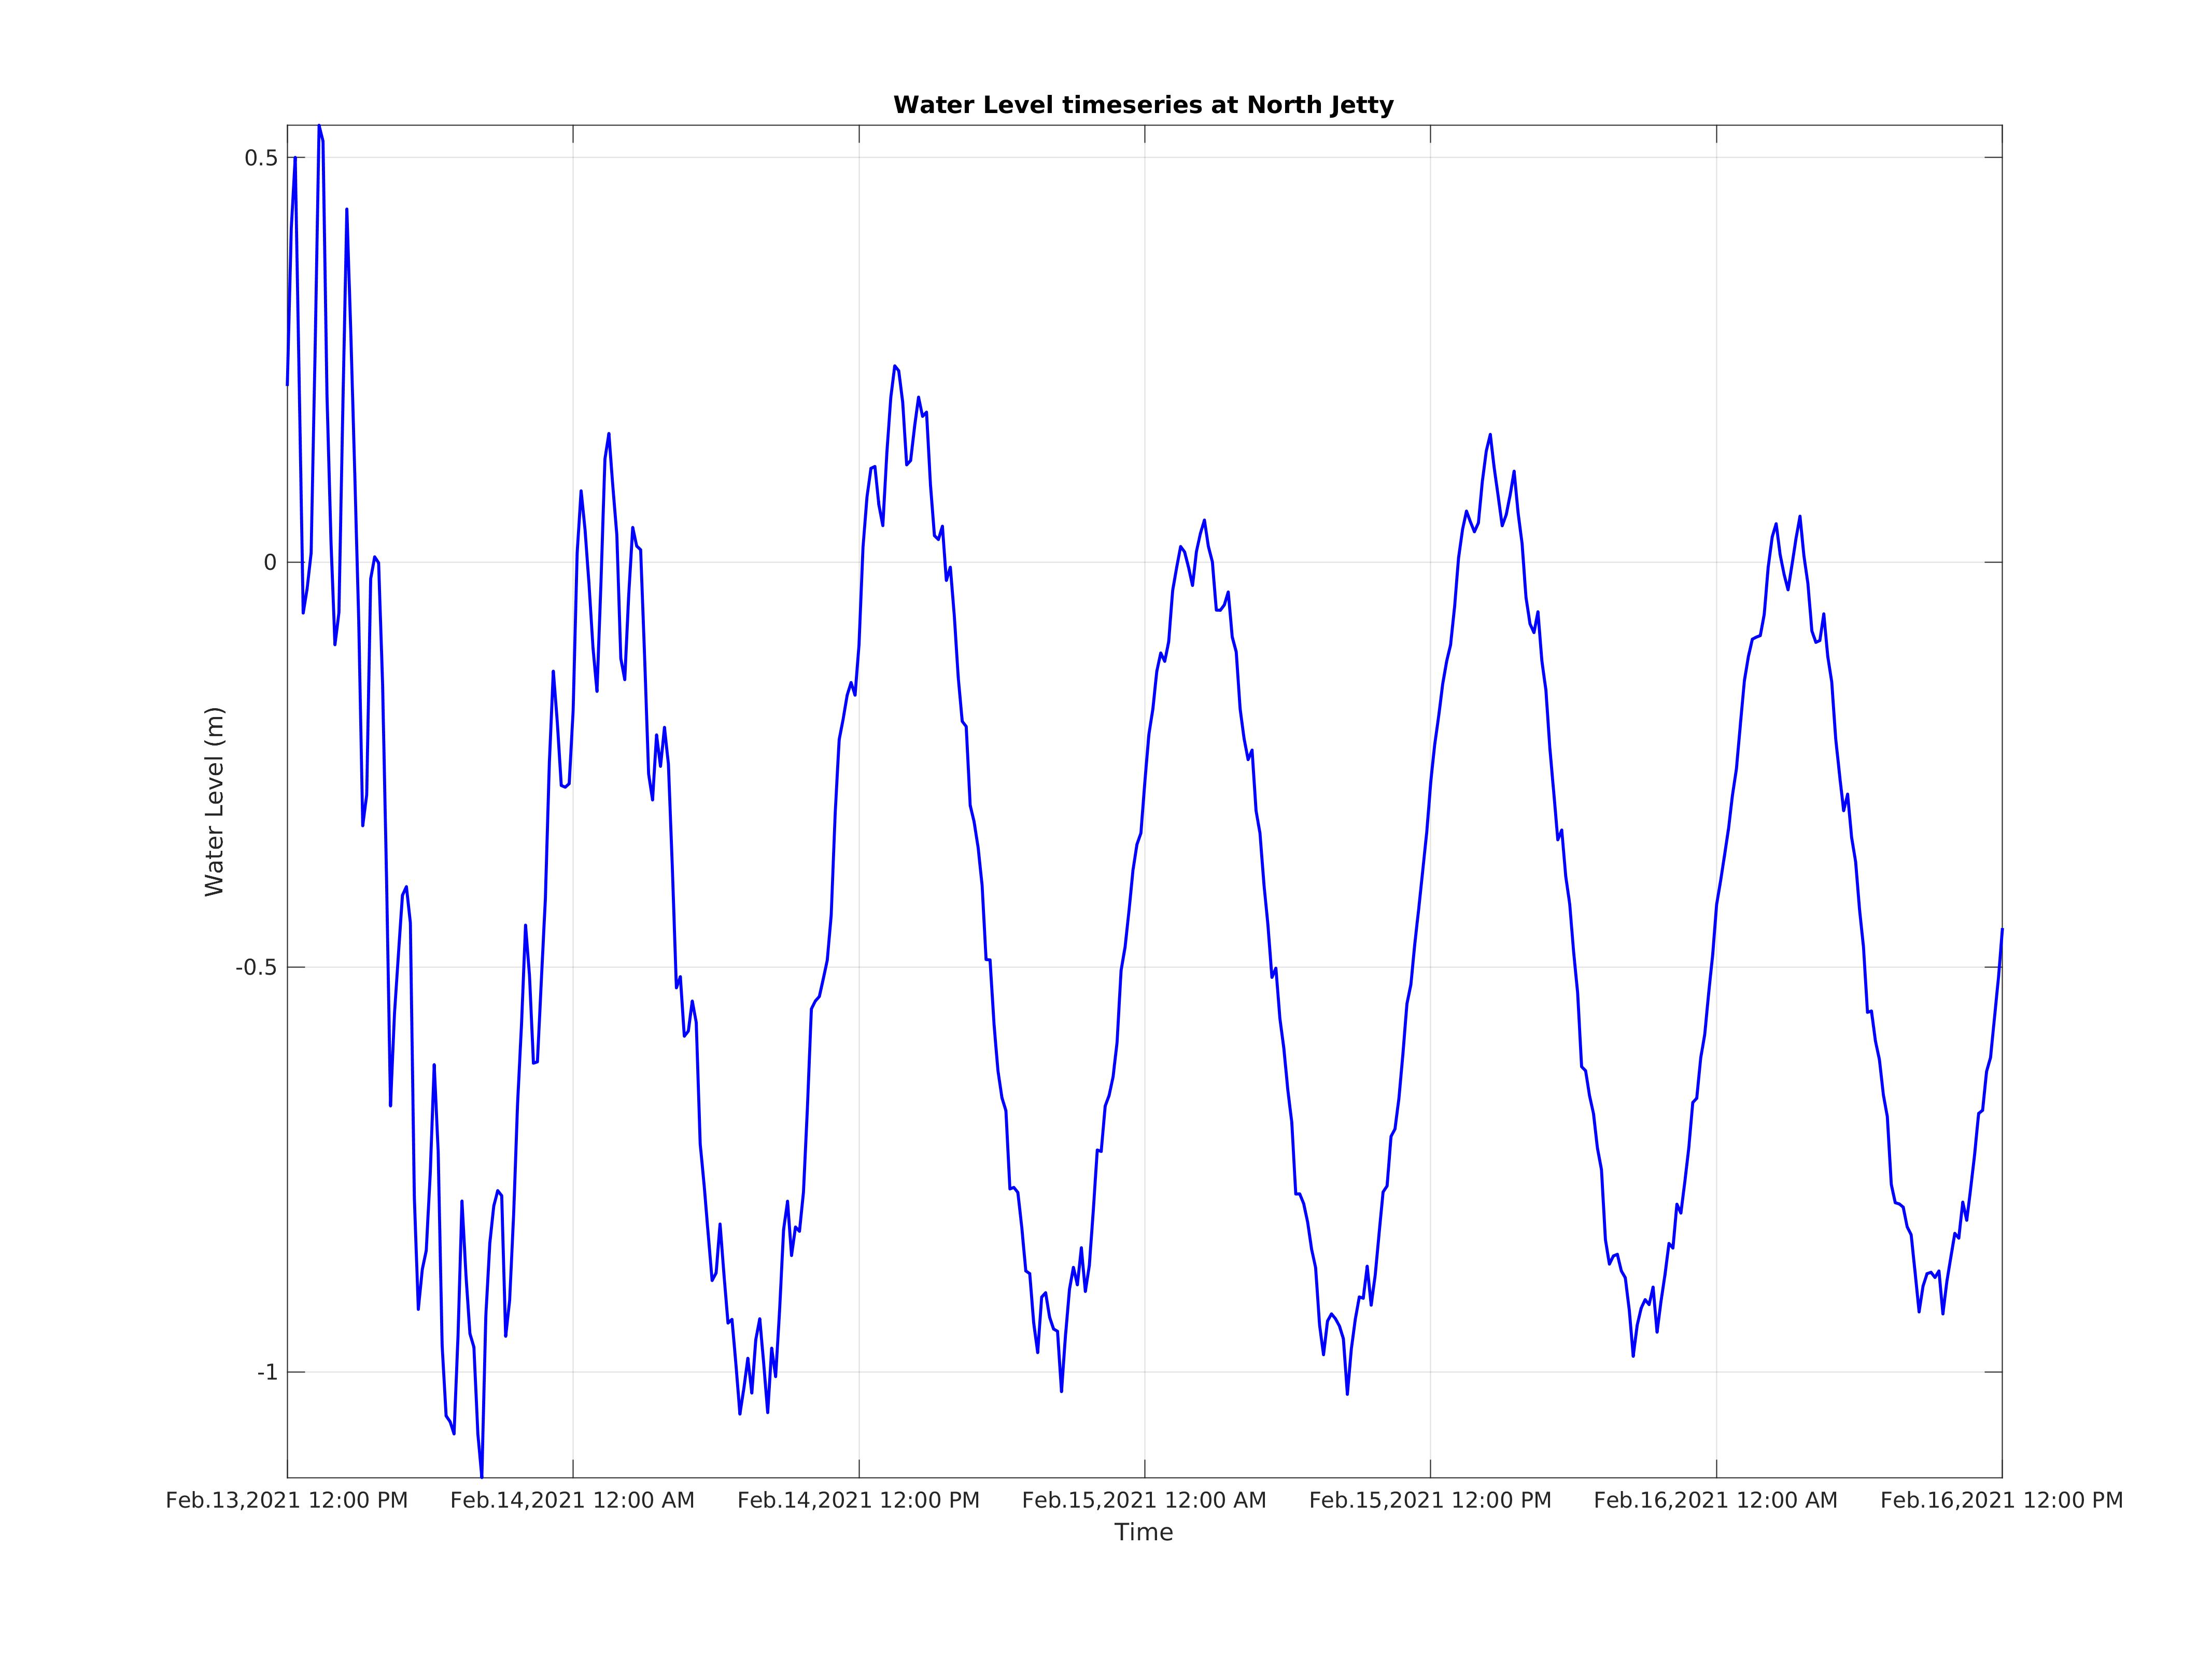 Water Level timeseries at North Jetty
0.5
0
-0.5
-1
Water Level (m)
Feb.13,2021 12:00 PM
Feb.14,2021 12:00 AM
Feb.14,2021 12:00 PM
Feb.15,2021 12:00 AM
Feb.15,2021 12:00 PM
Feb.16,2021 12:00 AM
Feb.16,2021 12:00 PM
Time